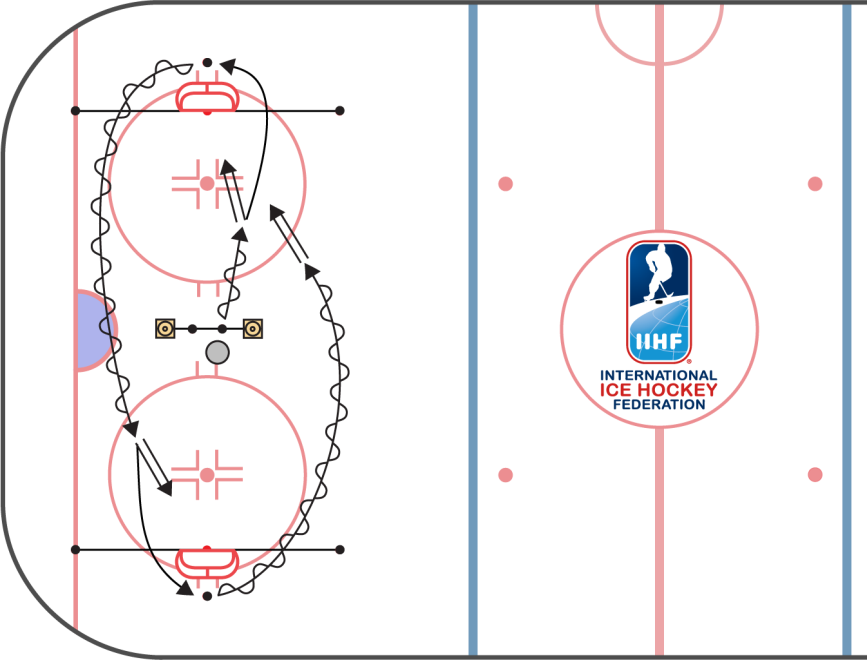 IIHF
INTERNATIONAL
ICE HOCKEY
FEDERATION